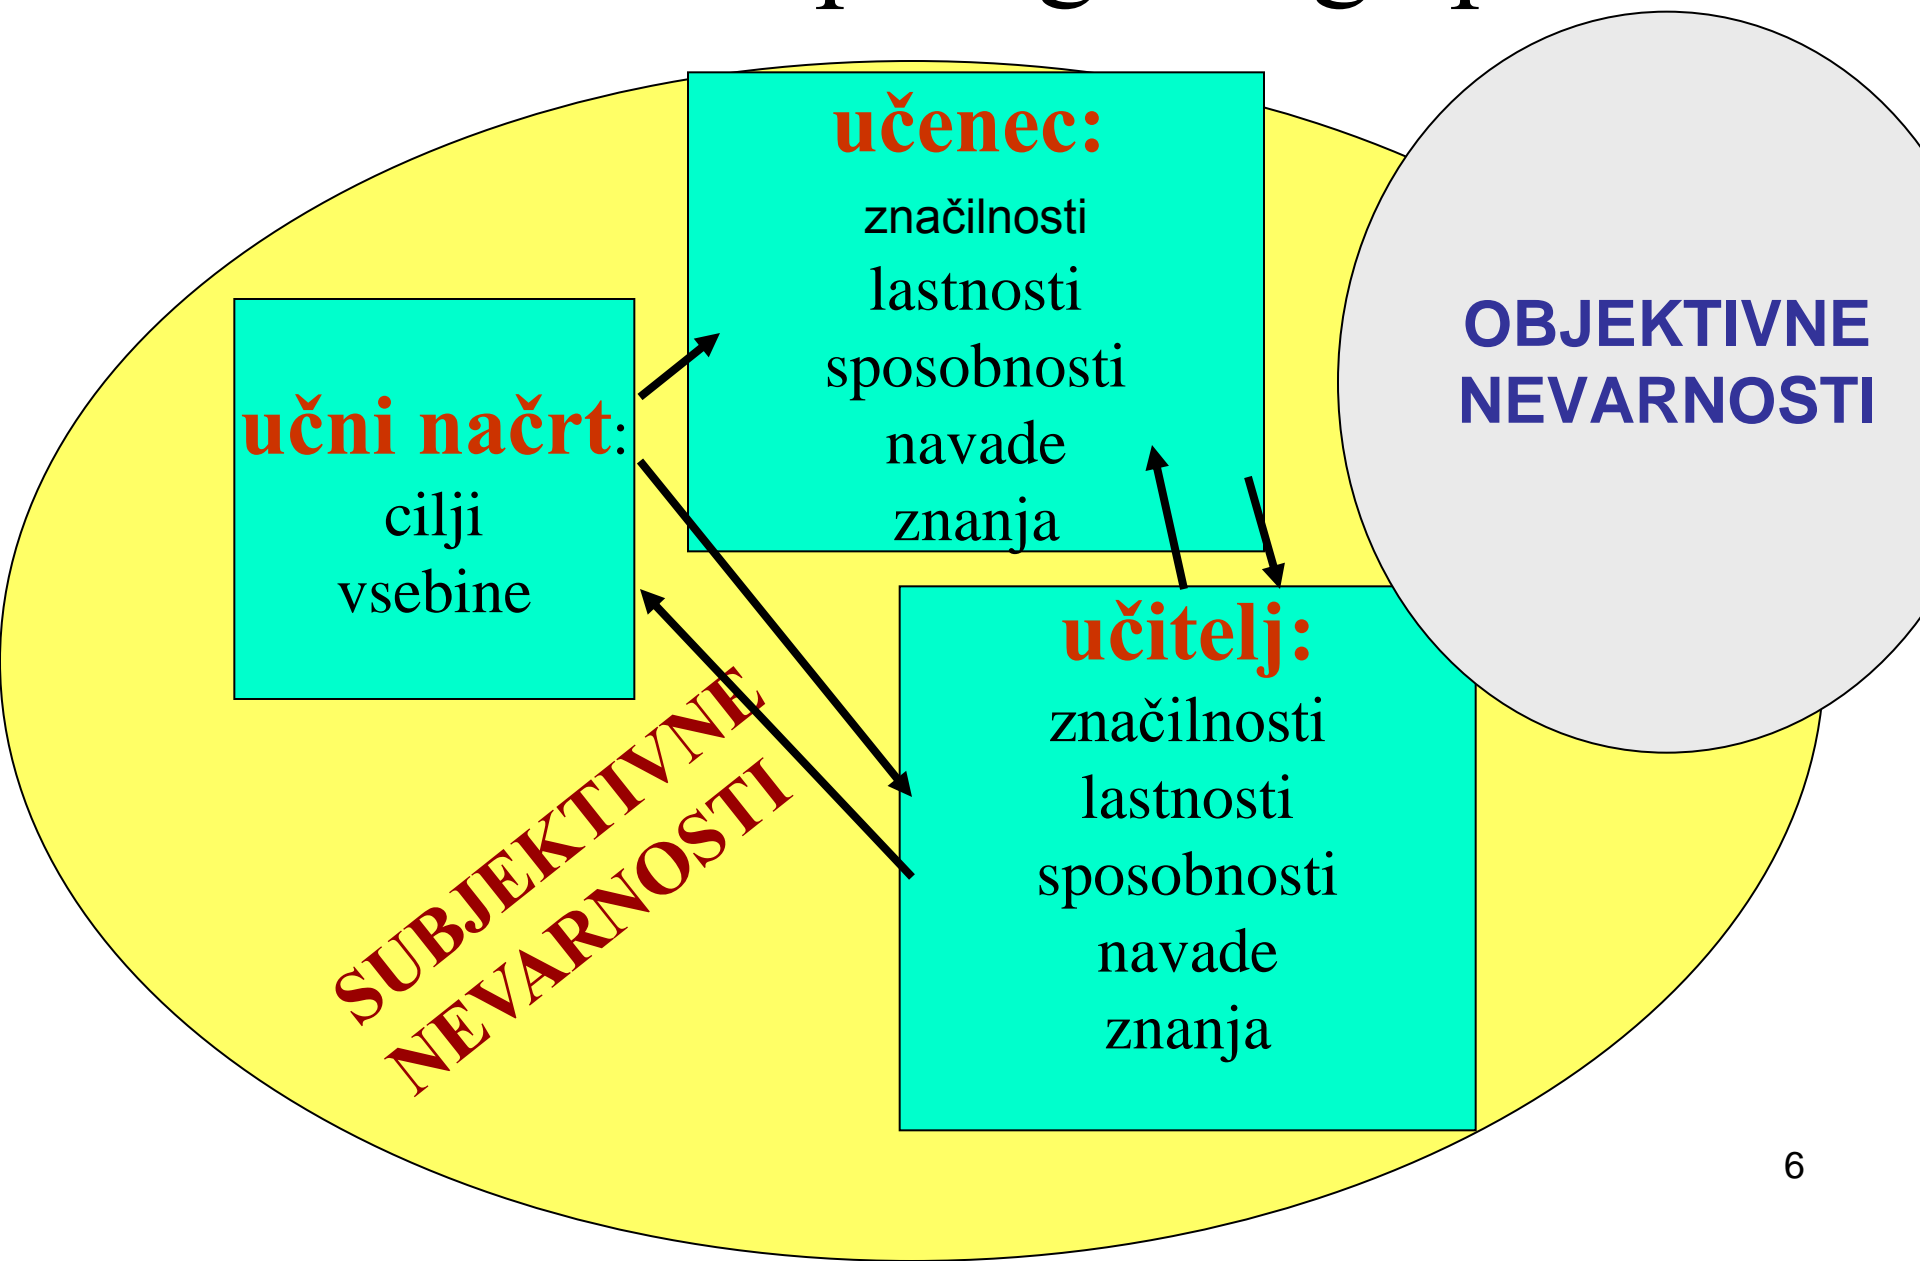 učenec:
značilnosti
lastnosti
sposobnosti
navade
znanja
učni načrt:
cilji
vsebine
OBJEKTIVNE
NEVARNOSTI
učitelj:
značilnosti
lastnosti
sposobnosti
navade
znanja
SUBJEKTIVNE
NEVARNOSTI
6